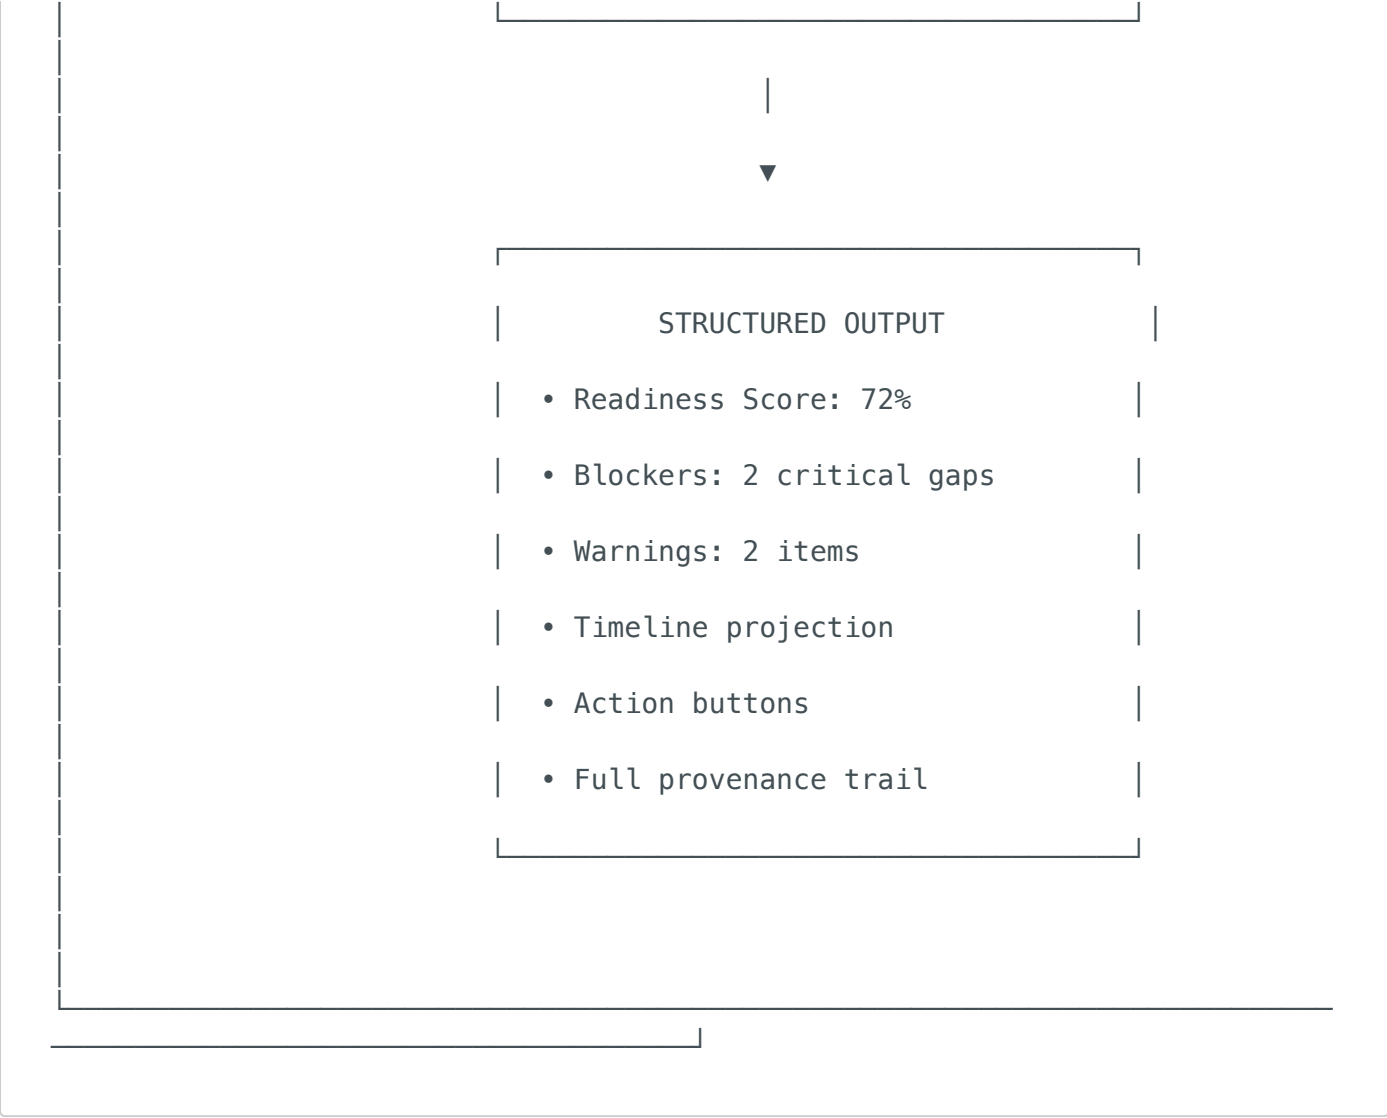 STRUCTURED OUTPUT
• Readiness Score: 72%
• Blockers: 2 critical gaps
• Warnings: 2 items
• Timeline projection
• Action buttons
• Full provenance trail